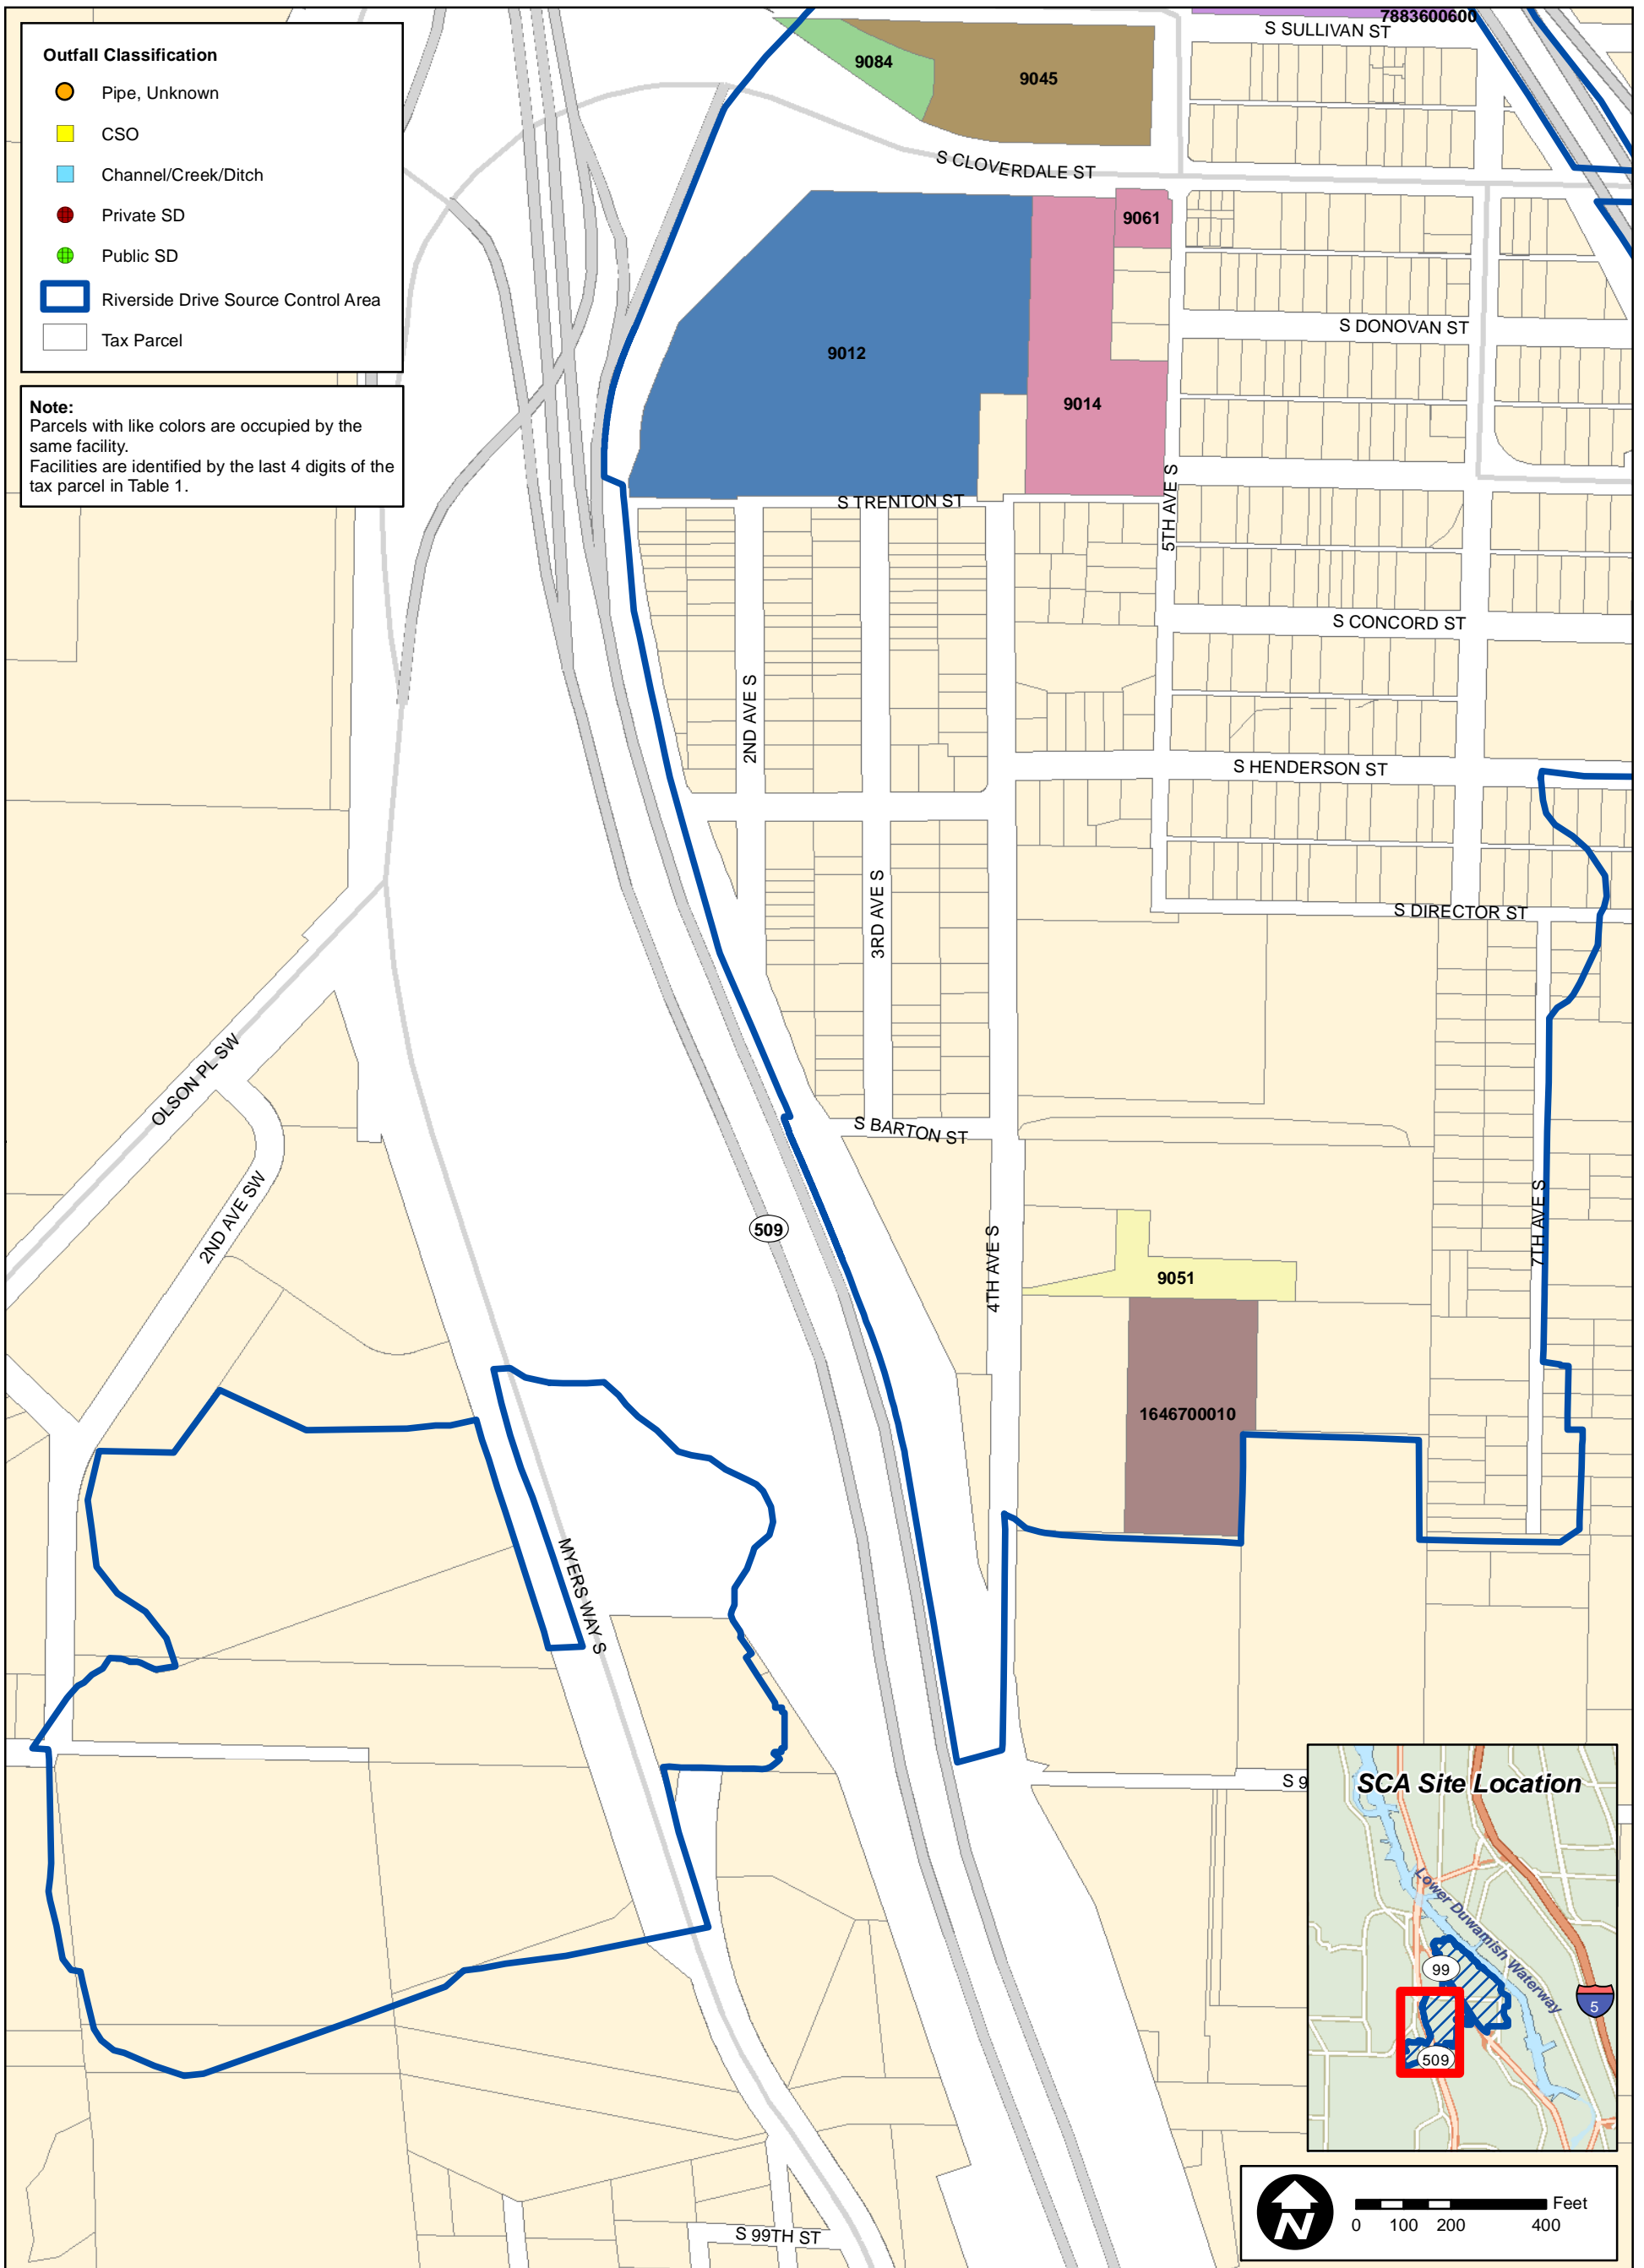 Outfall Classification
Pipe, Unknown
CSO
Channel/Creek/Ditch
Private SD
Public SD
Riverside Drive Source Control Area
Tax Parcel
Note:
Parcels with like colors are occupied by the
same facility.
Facilities are identified by the last 4 digits of the
tax parcel in Table 1.
7883600600
S SULLIVAN ST
9084
9045
S CLOVERDALE ST
9061
S DONOVAN ST
9012
9014
5TH AVE S
S TRENTON ST
S CONCORD ST
2ND AVE S
S HENDERSON ST
3RD AVE S
S DIRECTOR ST
OLSON PL SW
S BARTON ST
2ND AVE SW
7TH AVE S
509
4TH AVE S
9051
1646700010
MYERS WAY S
S 9
SCA Site Location
Lower Duwamish Waterway
99
5
509
S 99TH ST
N
Feet
0 100 200 400